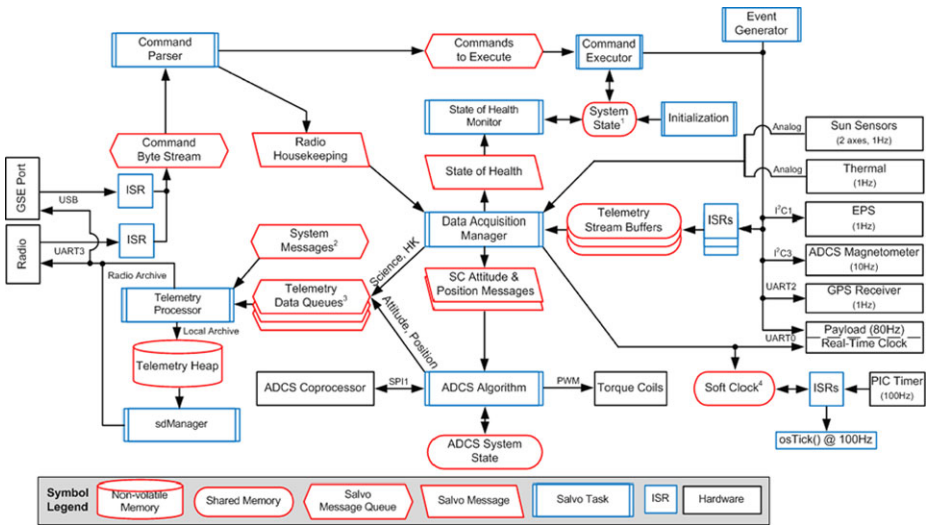 Event
Generator
Command
Parser
Commands
to Execute
Command
Executor
State of Health
Monitor
System
State1
Initialization
Analog
Sun Sensors
(2 axes, 1Hz)
Command
Byte Stream
Radio
Housekeeping
State of Health
Analog
Thermal
(1Hz)
GSE Port
USB
ISR
Radio
UART3
ISR
System
Messages2
Data Acquisition
Manager
Telemetry
Stream Buffers
ISRs
I2C1
EPS
(1Hz)
I2C3
ADCS Magnetometer
(10Hz)
Radio Archive
Science, HK
SC Attitude &
Position Messages
UART2
GPS Receiver
(1Hz)
Telemetry
Processor
Telemetry
Data Queues3
Attitude, Position
UART0
Payload (80Hz)
Real-Time Clock
Local Archive
Telemetry Heap
ADCS Coprocessor
SPI1
ADCS Algorithm
PWM
Torque Coils
Soft Clock4
ISRs
PIC Timer
(100Hz)
sdManager
ADCS System
State
osTick() @ 100Hz
Symbol
Legend
Non-volatile
Memory
Shared Memory
Salvo
Message Queue
Salvo Message
Salvo Task
ISR
Hardware